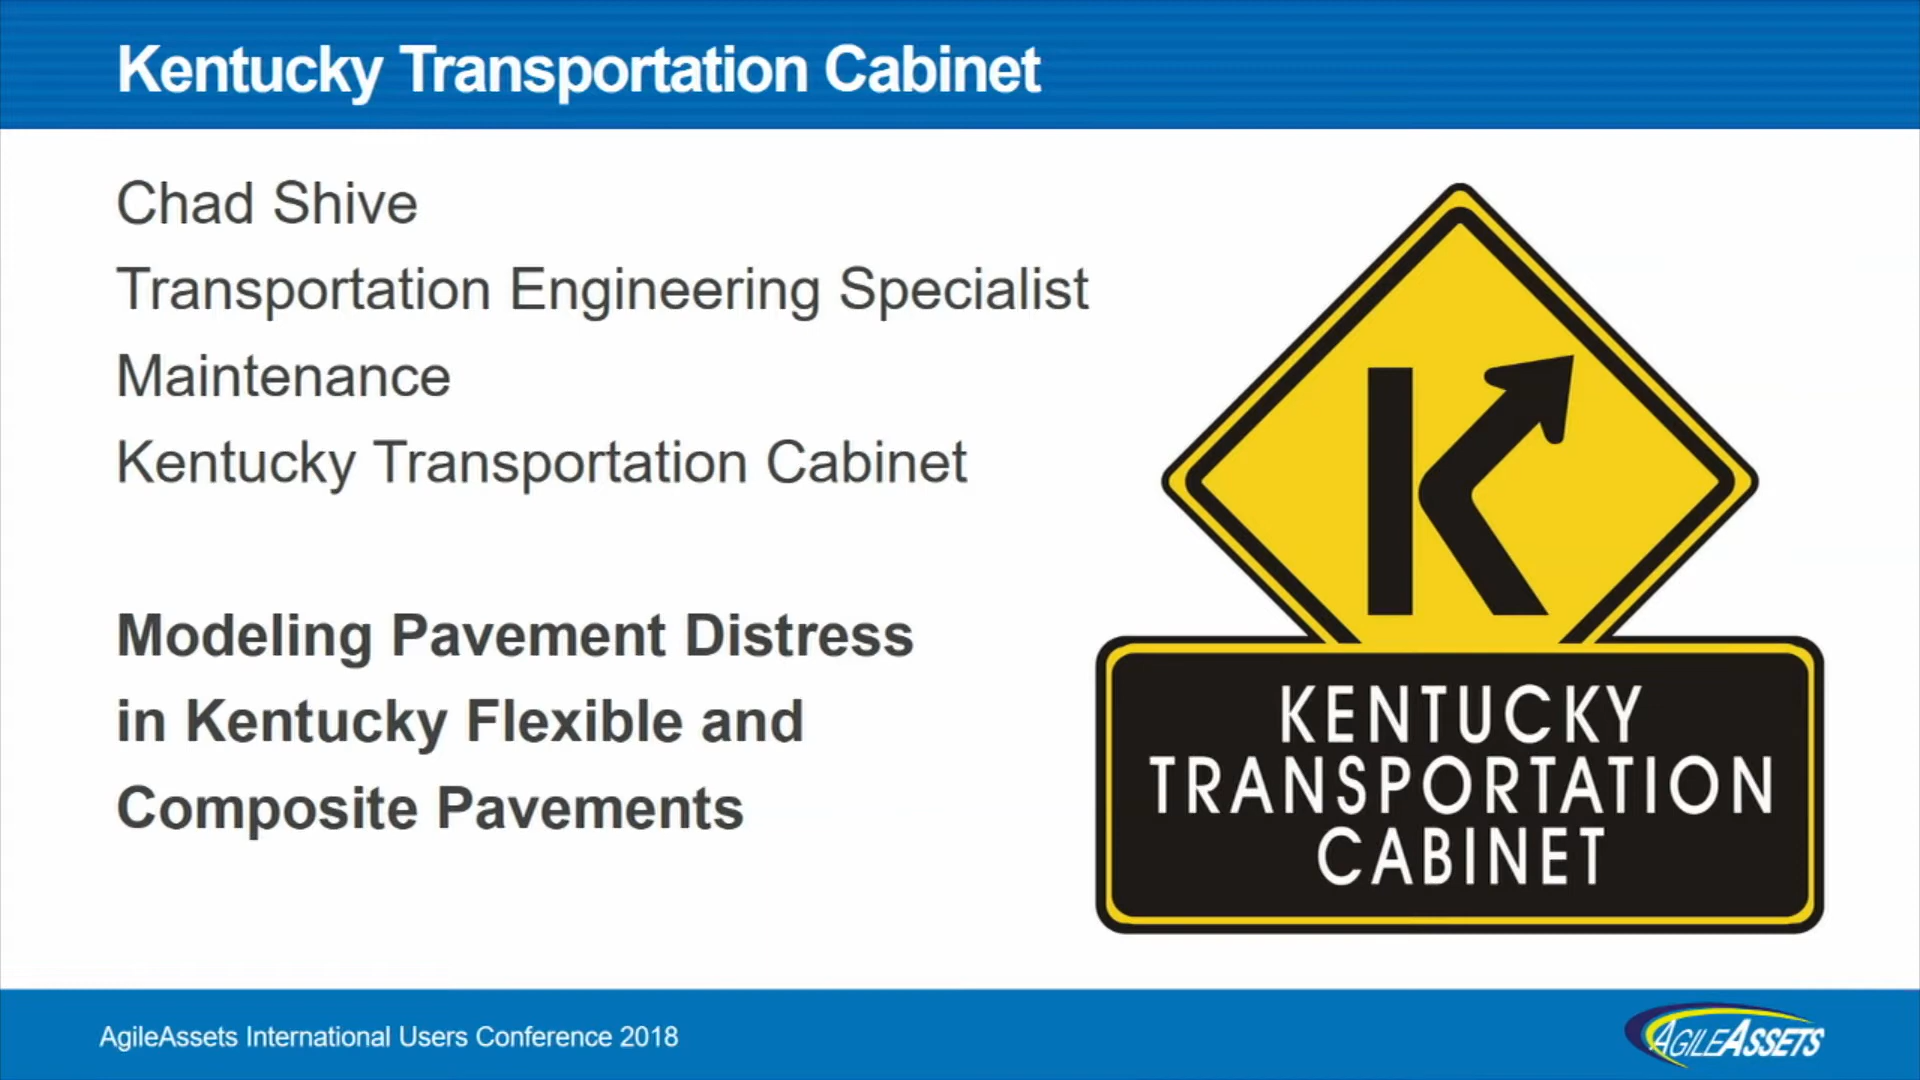 Kentucky Transportation Cabinet
Chad Shive
Transportation Engineering Specialist
Maintenance
Kentucky Transportation Cabinet
Modeling Pavement Distress
in Kentucky Flexible and
Composite Pavements
K
KENTUCKY
TRANSPORTATION
CABINET
AgileAssets International Users Conference 2018
AGILEASSETS